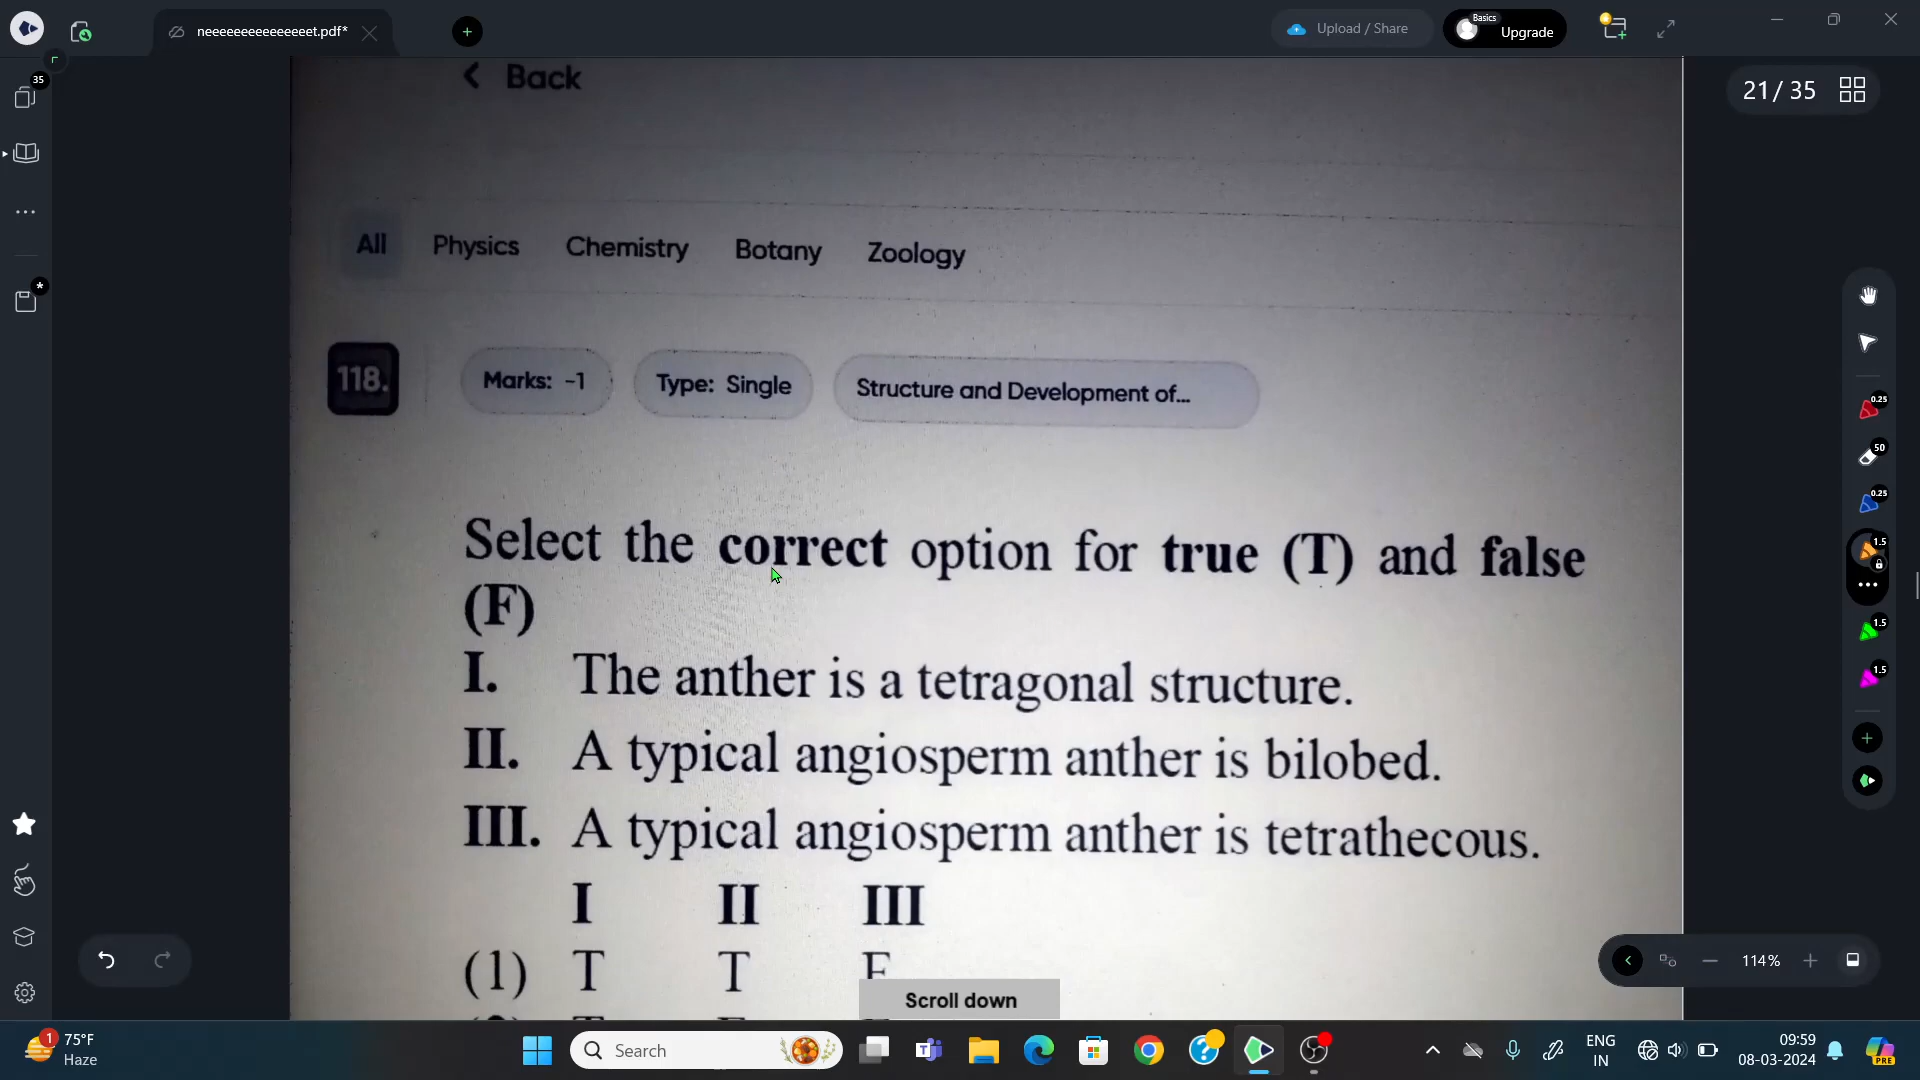 neeeeeeeeeeeeeet.pdf*
Upload / Share
Basics
Upgrade
35
Back
21 / 35
All Physics Chemistry Botany Zoology
118. Marks: -1 Type: Single Structure and Development of...
Select the correct option for true (T) and false
(F)
I. The anther is a tetragonal structure.
II. A typical angiosperm anther is bilobed.
III. A typical angiosperm anther is tetrathecous.
I II III
(1) T T F
Scroll down
0.25
50
0.25
1.5
1.5
1.5
114%
1
75°F
Haze
Search
ENG
IN
09:59
08-03-2024
PRE